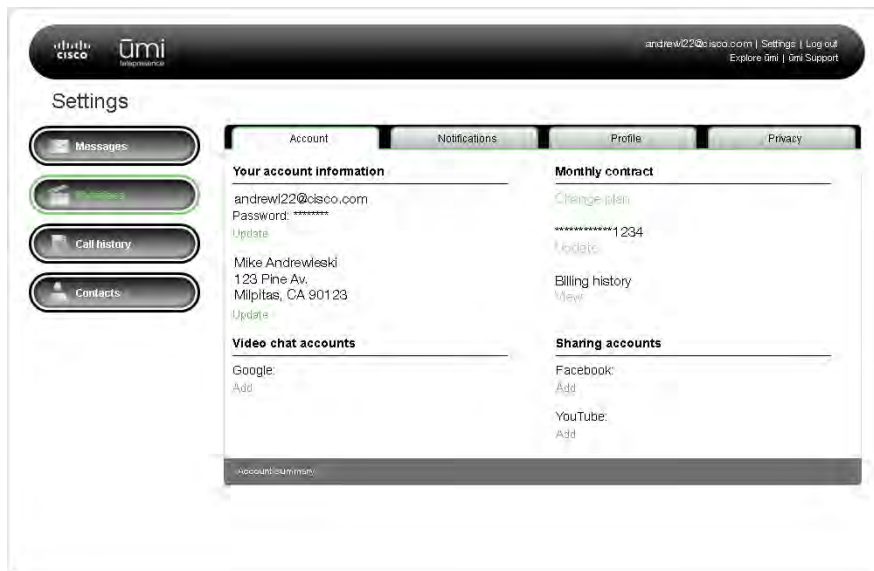 cisco
ūmi
telepresence
andrewl22@cisco.com | Settings | Log out
Explore ūmi | ūmi Support
Settings
Messages
Call history
Contacts
Account
Notifications
Profile
Privacy
Your account information
andrewl22@cisco.com
Password: ********
Update
Mike Andrewleski
123 Pine Av.
Milpitas, CA 90123
Update
Monthly contract
Change plan
************1234
Update
Billing history
View
Video chat accounts
Google:
Add
Sharing accounts
Facebook:
Add
YouTube:
Add
Account summary